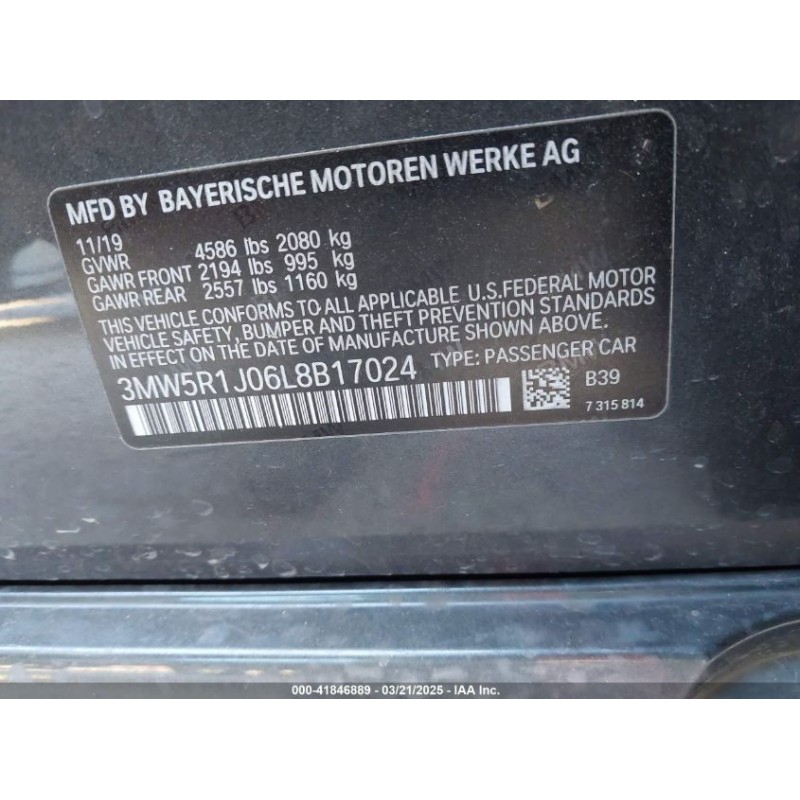 MFD BY BAYERISCHE MOTOREN WERKE AG
11/19
GVWR 4586 lbs 2080 kg
GAWR FRONT 2194 lbs 995 kg
GAWR REAR 2557 lbs 1160 kg
THIS VEHICLE CONFORMS TO ALL APPLICABLE U.S.FEDERAL MOTOR
VEHICLE SAFETY, BUMPER AND THEFT PREVENTION STANDARDS
IN EFFECT ON THE DATE OF MANUFACTURE SHOWN ABOVE.
3MW5R1J06L8B17024 TYPE: PASSENGER CAR
B39
7 315 814
000-41846889 - 03/21/2025 - IAA Inc.